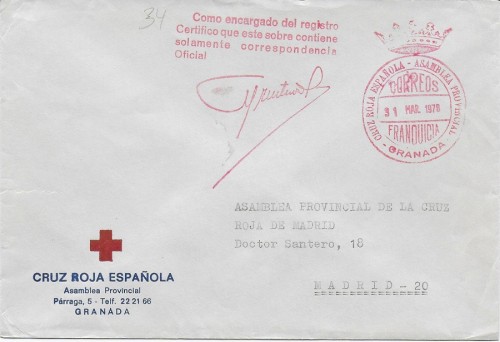 34
Como encargado del registro
Certifico que este sobre contiene
solamente correspondencia
Oficial
CRUZ ROJA ESPAÑOLA - ASAMBLEA PROVINCIAL -
CORREOS
31 MAR. 1978
FRANQUICIA
- GRANADA -
ASAMBLEA PROVINCIAL DE LA CRUZ
ROJA DE MADRID
Doctor Santero, 18
MADRID - 20
CRUZ ROJA ESPAÑOLA
Asamblea Provincial
Párraga, 5 - Telf. 22 21 66
GRANADA